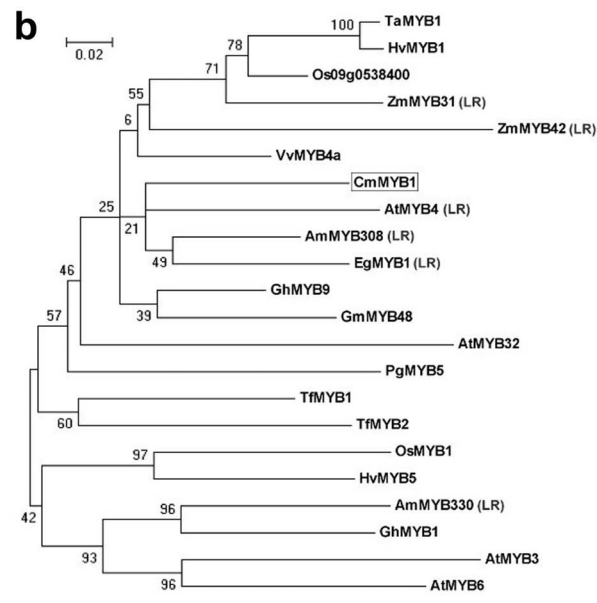 b
0.02
100
TaMYB1
HvMYB1
78
Os09g0538400
71
ZmMYB31 (LR)
55
ZmMYB42 (LR)
6
VvMYB4a
CmMYB1
25
AtMYB4 (LR)
21
AmMYB308 (LR)
49
EgMYB1 (LR)
46
GhMYB9
39
GmMYB48
57
AtMYB32
PgMYB5
TfMYB1
60
TfMYB2
97
OsMYB1
HvMYB5
42
96
AmMYB330 (LR)
GhMYB1
93
AtMYB3
96
AtMYB6